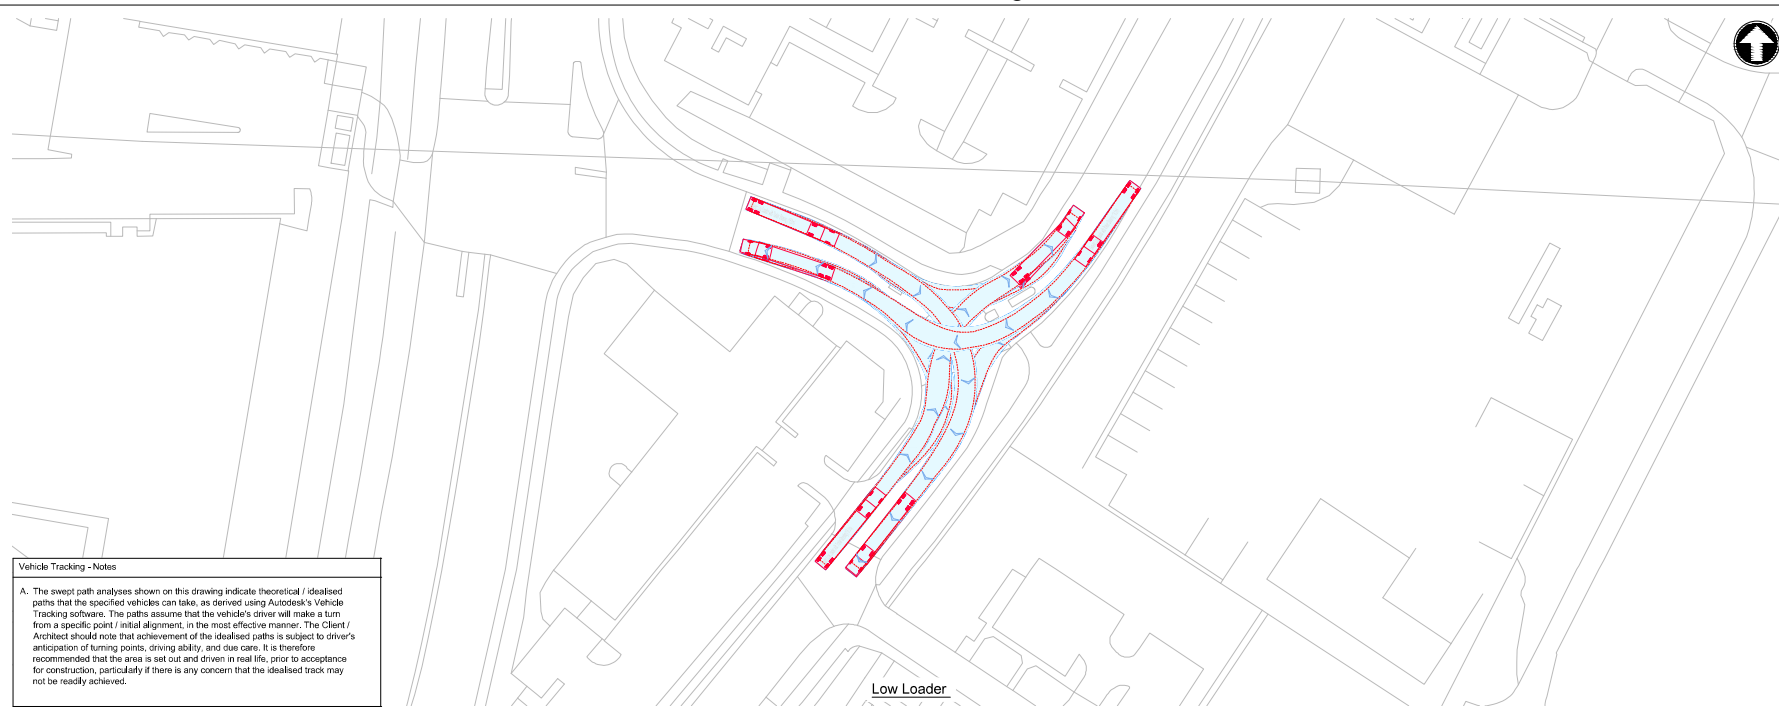 Vehicle Tracking - Notes
A. The swept path analyses shown on this drawing indicate theoretical / idealised
paths that the specified vehicles can take, as derived using Autodesk's Vehicle
Tracking software. The paths assume that the vehicle's driver will make a turn
from a specific point / initial alignment, in the most effective manner. The Client /
Architect should note that achievement of the idealised paths is subject to driver's
anticipation of turning points, driving ability, and due care. It is therefore
recommended that the area is set out and driven in real life, prior to acceptance
for construction, particularly if there is any concern that the idealised track may
not be readily achieved.
Low Loader